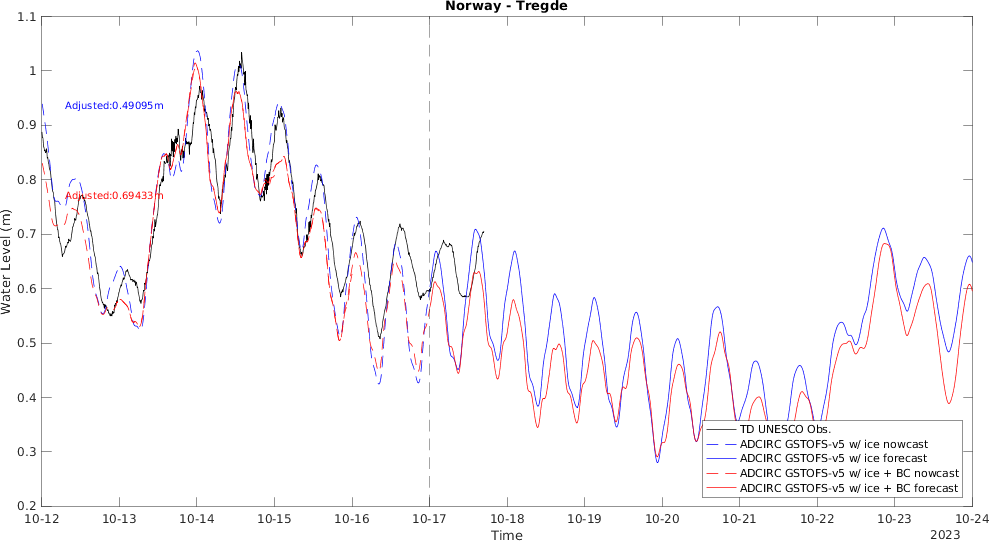 Norway - Tregde
1.1
1
0.9
0.8
0.7
0.6
0.5
0.4
0.3
0.2
Water Level (m)
Adjusted:0.49095m
Adjusted:0.69433m
TD UNESCO Obs.
ADCIRC GSTOFS-v5 w/ ice nowcast
ADCIRC GSTOFS-v5 w/ ice forecast
ADCIRC GSTOFS-v5 w/ ice + BC nowcast
ADCIRC GSTOFS-v5 w/ ice + BC forecast
10-12 10-13 10-14 10-15 10-16 10-17 10-18 10-19 10-20 10-21 10-22 10-23 10-24
Time
2023